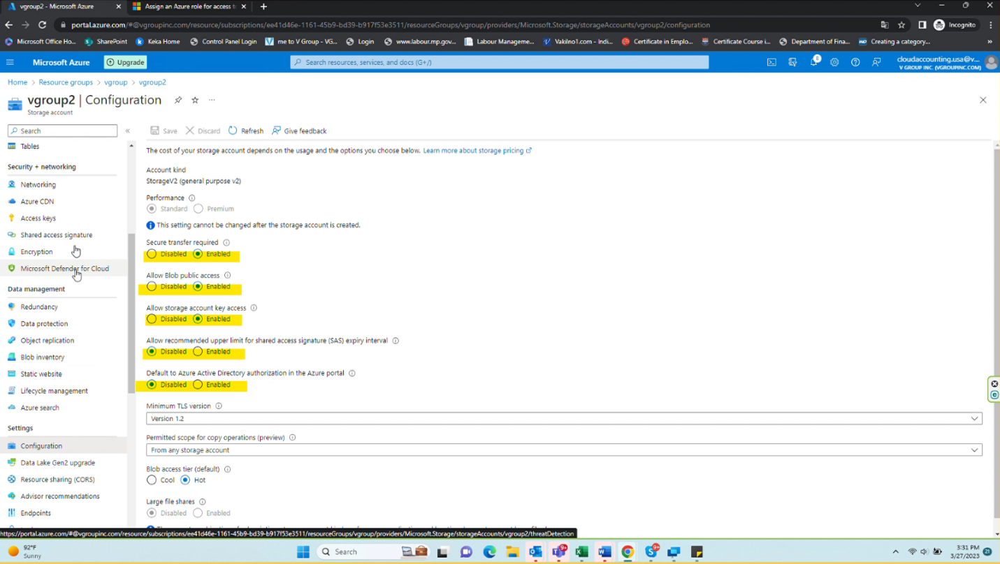 vgroup2 - Microsoft Azure
Assign an Azure role for access t
portal.azure.com/#@vgroupinc.com/resource/subscriptions/ee41d46e-1161-45b9-bd39-b917f53e3511/resourceGroups/vgroup/providers/Microsoft.Storage/storageAccounts/vgroup2/configuration
Incognito
Microsoft Office Ho... SharePoint Keka Home Control Panel Login me to V Group - VG... Login www.labour.mp.gov... Labour Manageme... Vakilno1.com - Indi... Certificate in Emplo... Certificate Course i... Department of Fina... Creating a category...
Microsoft Azure
Upgrade
Search resources, services, and docs (G+/)
6
cloudaccounting.usa@v...
V GROUP INC. (VGROUPINC.COM)
Home > Resource groups > vgroup > vgroup2
vgroup2 | Configuration
Storage account
Search
Tables
Security + networking
Networking
Azure CDN
Access keys
Shared access signature
Encryption
Microsoft Defender for Cloud
Data management
Redundancy
Data protection
Object replication
Blob inventory
Static website
Lifecycle management
Azure search
Settings
Configuration
Data Lake Gen2 upgrade
Resource sharing (CORS)
Advisor recommendations
Endpoints
Save Discard Refresh Give feedback
The cost of your storage account depends on the usage and the options you choose below. Learn more about storage pricing
Account kind
StorageV2 (general purpose v2)
Performance
Standard Premium
This setting cannot be changed after the storage account is created.
Secure transfer required
Disabled Enabled
Allow Blob public access
Disabled Enabled
Allow storage account key access
Disabled Enabled
Allow recommended upper limit for shared access signature (SAS) expiry interval
Disabled Enabled
Default to Azure Active Directory authorization in the Azure portal
Disabled Enabled
Minimum TLS version
Version 1.2
Permitted scope for copy operations (preview)
From any storage account
Blob access tier (default)
Cool Hot
Large file shares
Disabled Enabled
https://portal.azure.com/#@vgroupinc.com/resource/subscriptions/ee41d46e-1161-45b9-bd39-b917f53e3511/resourceGroups/vgroup/providers/Microsoft.Storage/storageAccounts/vgroup2/threatDetection
92°F
Sunny
Search
9+
9+
3:31 PM
3/27/2023
21